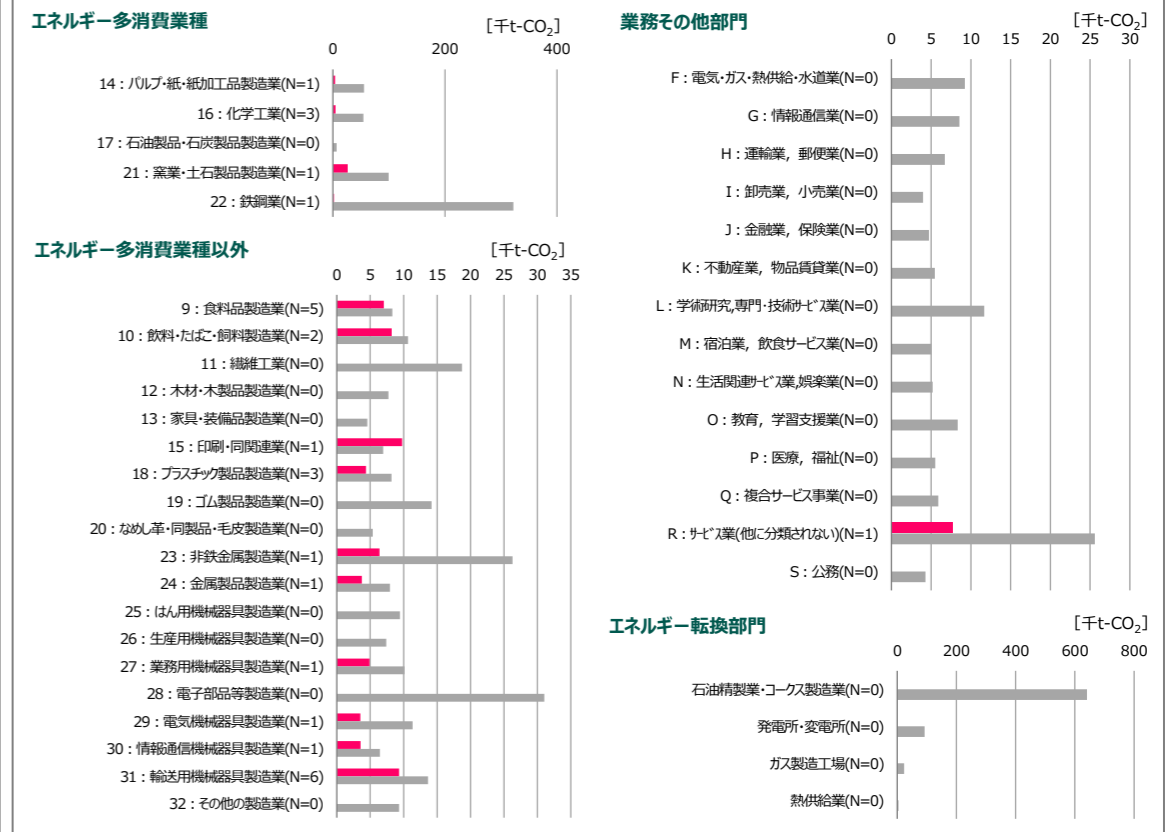 エネルギー多消費業種
[千t-CO₂]
0 200 400
14：パルプ・紙・紙加工品製造業(N=1)
16：化学工業(N=3)
17：石油製品・石炭製品製造業(N=0)
21：窯業・土石製品製造業(N=1)
22：鉄鋼業(N=1)
エネルギー多消費業種以外
[千t-CO₂]
0 5 10 15 20 25 30 35
9：食料品製造業(N=5)
10：飲料・たばこ・飼料製造業(N=2)
11：繊維工業(N=0)
12：木材・木製品製造業(N=0)
13：家具・装備品製造業(N=0)
15：印刷・同関連業(N=1)
18：プラスチック製品製造業(N=3)
19：ゴム製品製造業(N=0)
20：なめし革・同製品・毛皮製造業(N=0)
23：非鉄金属製造業(N=1)
24：金属製品製造業(N=1)
25：はん用機械器具製造業(N=0)
26：生産用機械器具製造業(N=0)
27：業務用機械器具製造業(N=1)
28：電子部品等製造業(N=0)
29：電気機械器具製造業(N=1)
30：情報通信機械器具製造業(N=1)
31：輸送用機械器具製造業(N=6)
32：その他の製造業(N=0)
業務その他部門
[千t-CO₂]
0 5 10 15 20 25 30
F：電気・ガス・熱供給・水道業(N=0)
G：情報通信業(N=0)
H：運輸業，郵便業(N=0)
I：卸売業，小売業(N=0)
J：金融業，保険業(N=0)
K：不動産業，物品賃貸業(N=0)
L：学術研究,専門・技術サービス業(N=0)
M：宿泊業，飲食サービス業(N=0)
N：生活関連サービス業,娯楽業(N=0)
O：教育，学習支援業(N=0)
P：医療，福祉(N=0)
Q：複合サービス事業(N=0)
R：サービス業(他に分類されない)(N=1)
S：公務(N=0)
エネルギー転換部門
[千t-CO₂]
0 200 400 600 800
石油精製業・コークス製造業(N=0)
発電所・変電所(N=0)
ガス製造工場(N=0)
熱供給業(N=0)